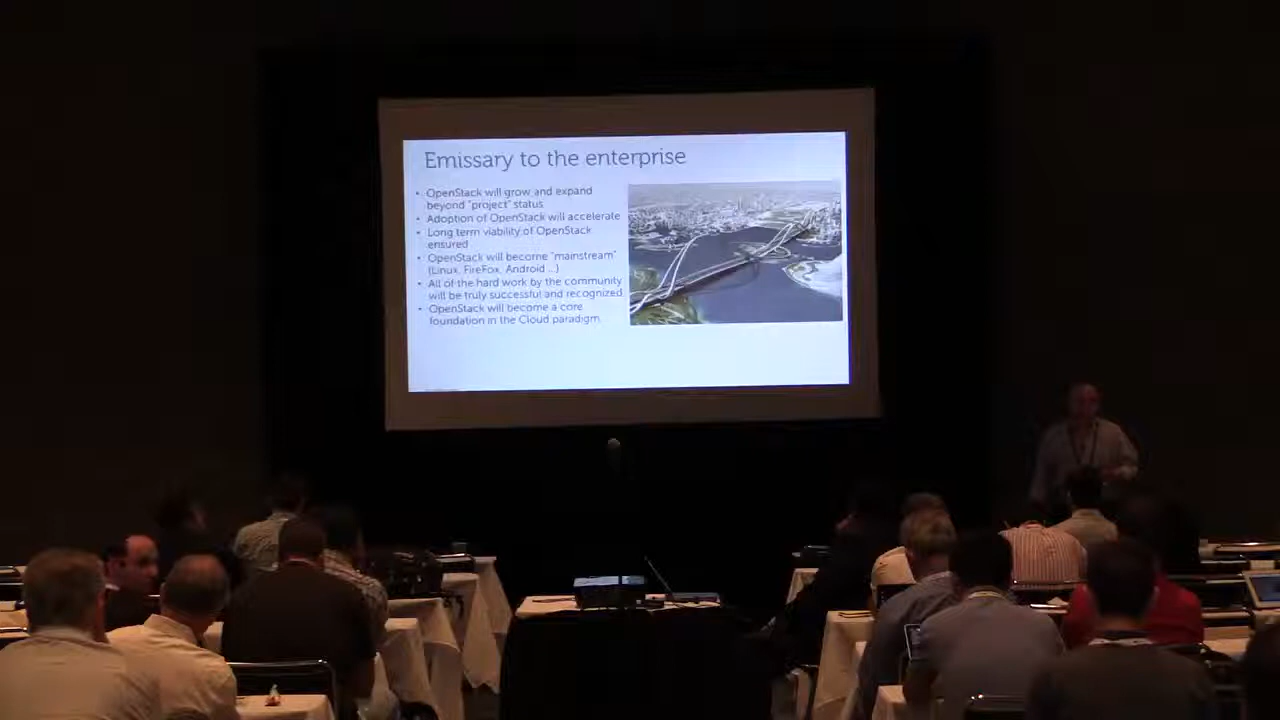 Emissary to the enterprise
• OpenStack will grow and expand
beyond "project" status
• Adoption of OpenStack will accelerate
• Long term viability of OpenStack
ensured
• OpenStack will become "mainstream"
(Linux, FireFox, Android ...)
• All of the hard work by the community
will be truly successful and recognized
• OpenStack will become a core
foundation in the Cloud paradigm